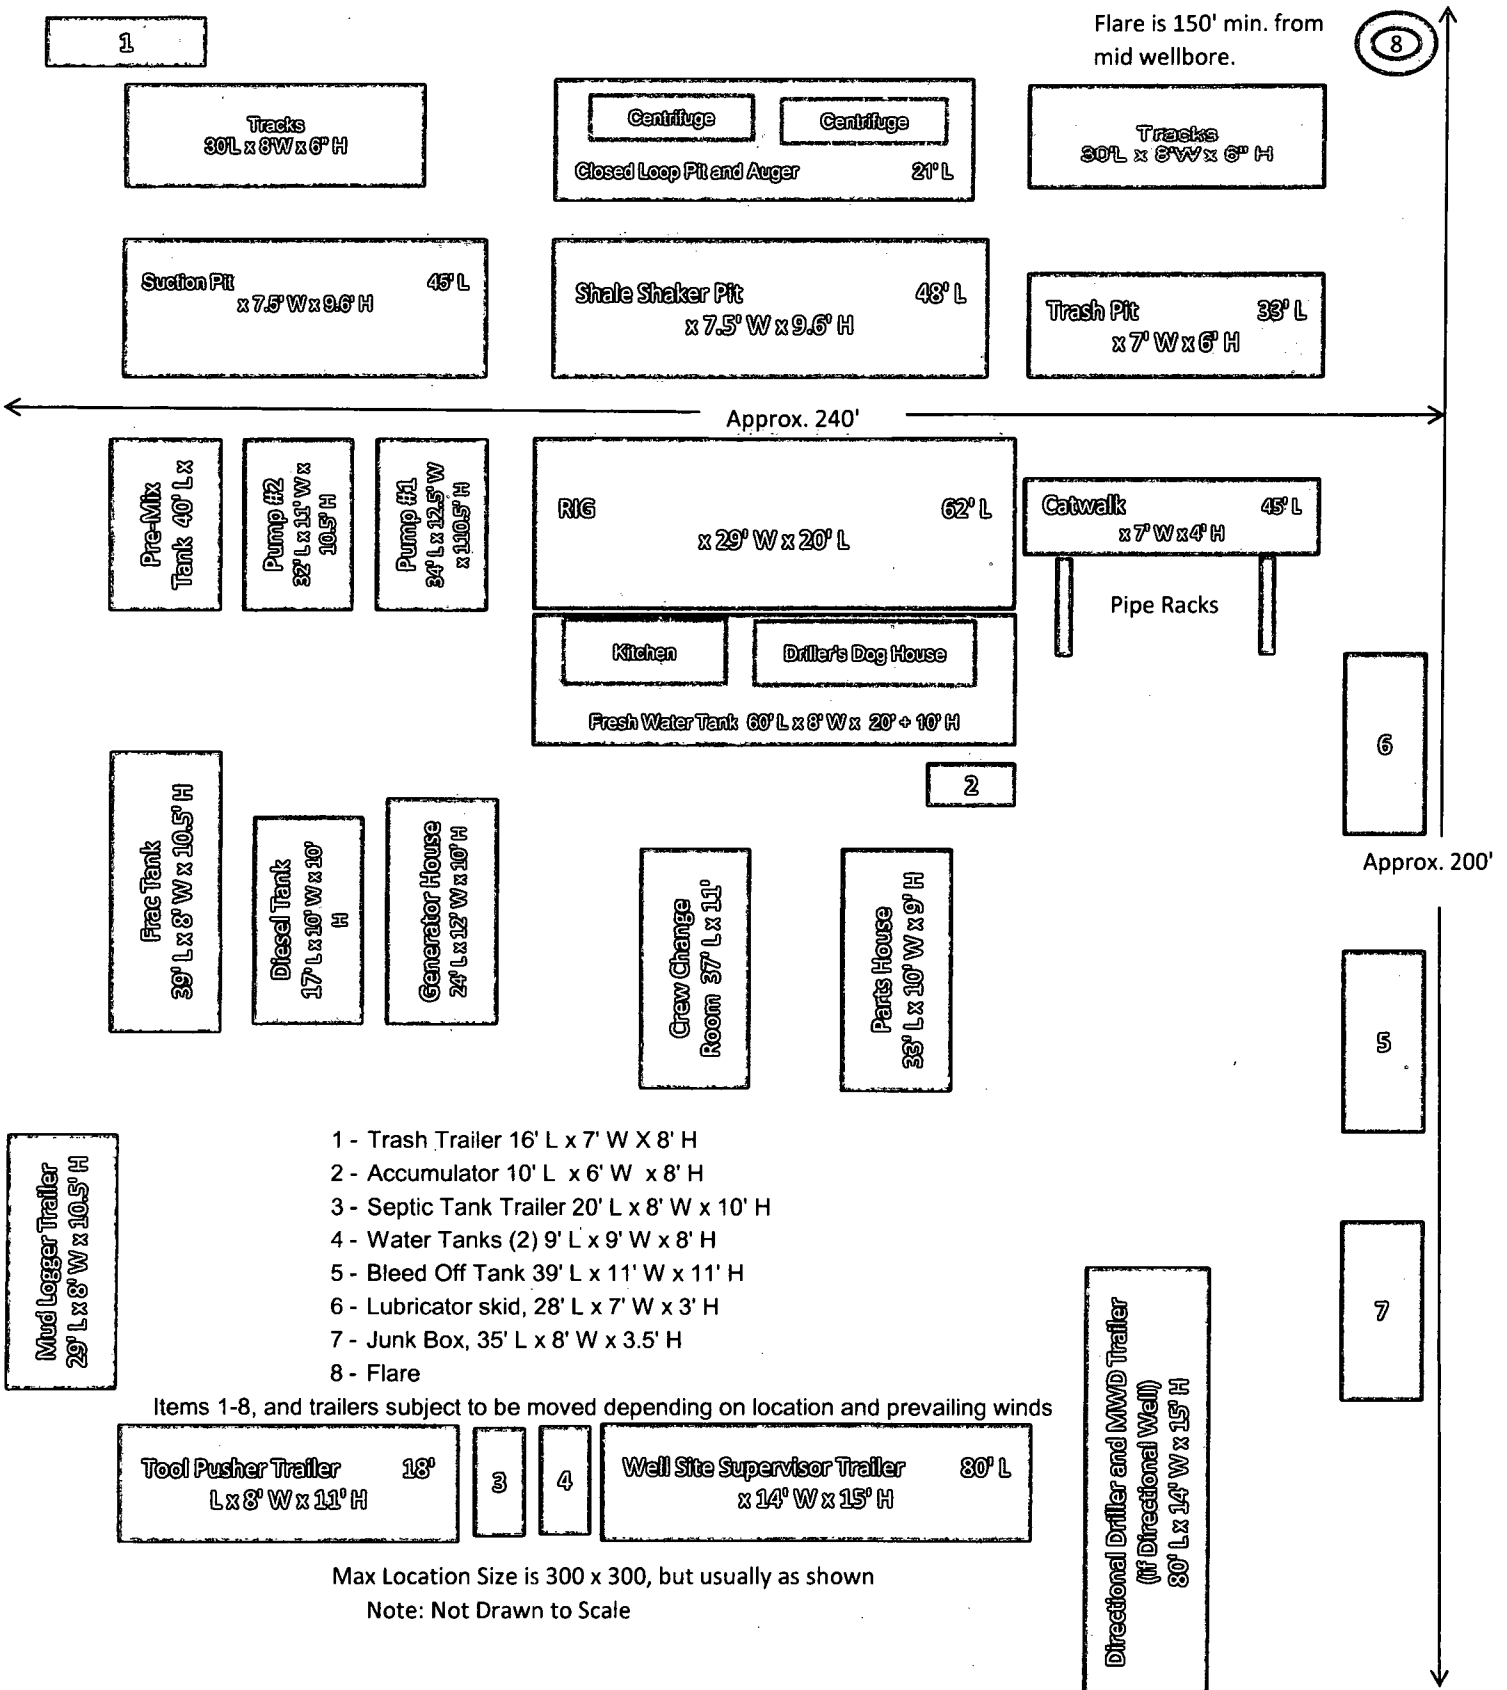 1
Flare is 150' min. from
mid wellbore.
8
Tracks
30'L x 8'W x 6" H
Centrifuge
Centrifuge
Closed Loop Pit and Auger 21' L
Tracks
30'L x 8'W x 6" H
Suction Pit 45' L
x 7.5' W x 9.6' H
Shale Shaker Pit 48' L
x 7.5' W x 9.6' H
Trash Pit 33' L
x 7' W x 6' H
Approx. 240'
Pre-Mix
Tank 40' L x
Pump #2
32' L x 11' W x
10.5' H
Pump #1
34' L x 12.5' W
x 110.5' H
RIG 62' L
x 29' W x 20' L
Catwalk 45' L
x 7' W x 4' H
Pipe Racks
Kitchen
Driller's Dog House
Fresh Water Tank 60' L x 8' W x 20' + 10' H
6
2
Approx. 200'
Frac Tank
39' L x 8' W x 10.5' H
Diesel Tank
17' L x 10' W x 10'
H
Generator House
24' L x 12' W x 10' H
Crew Change
Room 37' L x 11'
Parts House
33' L x 10' W x 9' H
5
Mud Logger Trailer
29' L x 8' W x 10.5' H
1 - Trash Trailer 16' L x 7' W X 8' H
2 - Accumulator 10' L x 6' W x 8' H
3 - Septic Tank Trailer 20' L x 8' W x 10' H
4 - Water Tanks (2) 9' L x 9' W x 8' H
5 - Bleed Off Tank 39' L x 11' W x 11' H
6 - Lubricator skid, 28' L x 7' W x 3' H
7 - Junk Box, 35' L x 8' W x 3.5' H
8 - Flare
7
Items 1-8, and trailers subject to be moved depending on location and prevailing winds
Tool Pusher Trailer 18'
L x 8' W x 11' H
3
4
Well Site Supervisor Trailer 80' L
x 14' W x 15' H
Directional Driller and MWD Trailer
(if Directional Well)
80' L x 14' W x 15' H
Max Location Size is 300 x 300, but usually as shown
Note: Not Drawn to Scale